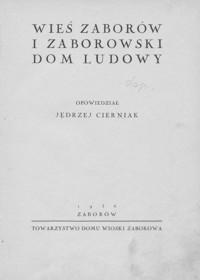 WIEŚ ZABORÓW
I ZABOROWSKI
DOM LUDOWY
OPOWIEDZIAŁ
JĘDRZEJ CIERNIAK
ZABORÓW
TOWARZYSTWO DOMU WIOSKI ZABOROWA